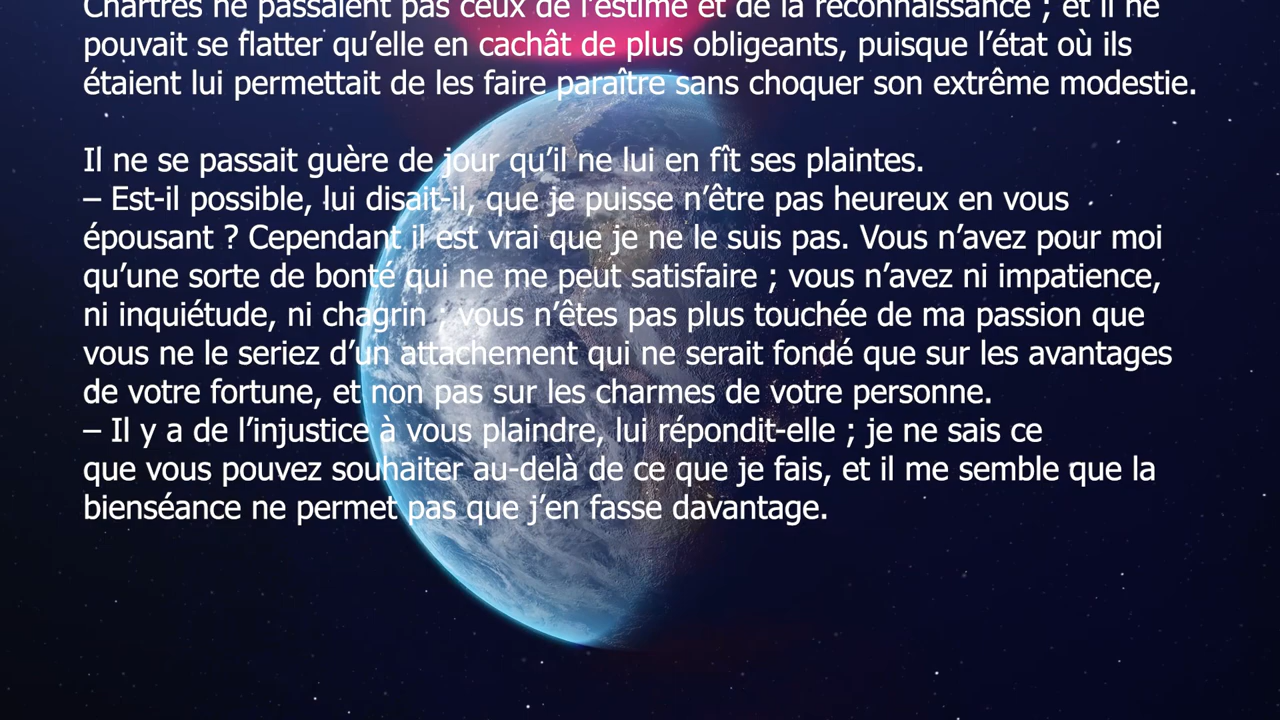 Chartres ne passaient pas ceux de l’estime et de la reconnaissance ; et il ne
pouvait se flatter qu’elle en cachât de plus obligeants, puisque l’état où ils
étaient lui permettait de les faire paraître sans choquer son extrême modestie.
Il ne se passait guère de jour qu’il ne lui en fît ses plaintes.
– Est-il possible, lui disait-il, que je puisse n’être pas heureux en vous
épousant ? Cependant il est vrai que je ne le suis pas. Vous n’avez pour moi
qu’une sorte de bonté qui ne me peut satisfaire ; vous n’avez ni impatience,
ni inquiétude, ni chagrin ; vous n’êtes pas plus touchée de ma passion que
vous ne le seriez d’un attachement qui ne serait fondé que sur les avantages
de votre fortune, et non pas sur les charmes de votre personne.
– Il y a de l’injustice à vous plaindre, lui répondit-elle ; je ne sais ce
que vous pouvez souhaiter au-delà de ce que je fais, et il me semble que la
bienséance ne permet pas que j’en fasse davantage.